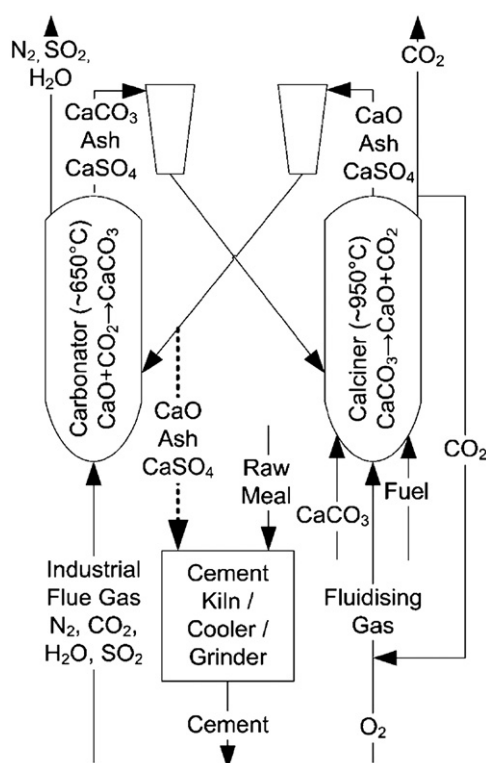 N₂, SO₂,
H₂O
CO₂
CaCO₃
Ash
CaSO₄
CaO
Ash
CaSO₄
Carbonator (~650°C)
CaO+CO₂→CaCO₃
Calciner (~950°C)
CaCO₃→CaO+CO₂
CaO
Ash
CaSO₄
Raw
Meal
CaCO₃
Fuel
CO₂
Industrial
Flue Gas
N₂, CO₂,
H₂O, SO₂
Cement
Kiln /
Cooler /
Grinder
Fluidising
Gas
Cement
O₂